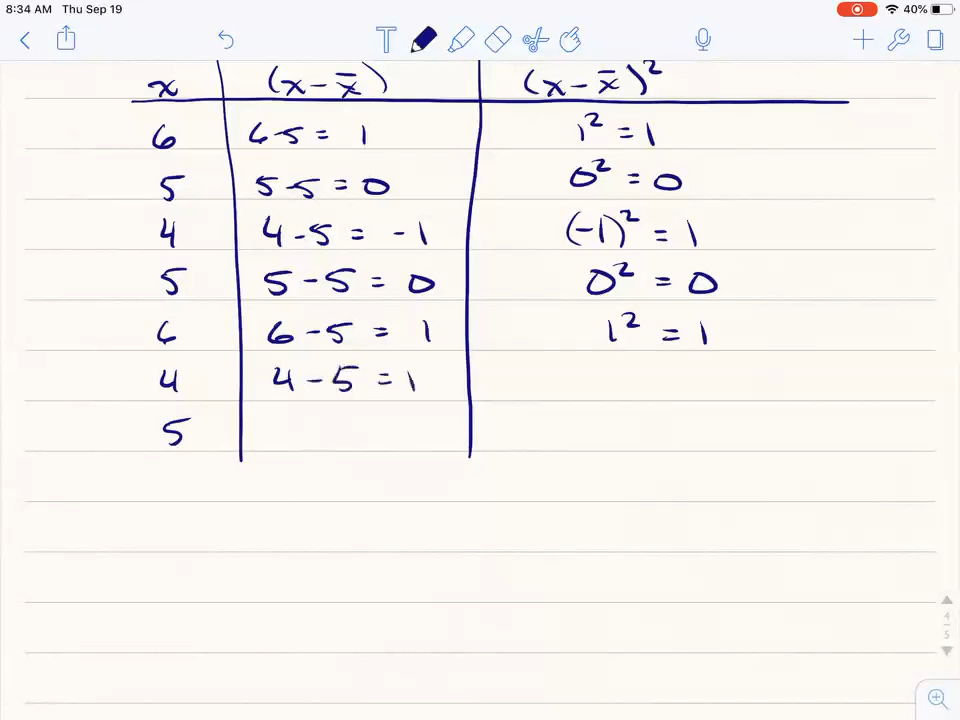 8:34 AM Thu Sep 19 40%
T
x (x - x̄) (x - x̄)²
6 6-5 = 1 1² = 1
5 5-5 = 0 0² = 0
4 4-5 = -1 (-1)² = 1
5 5-5 = 0 0² = 0
6 6-5 = 1 1² = 1
4 4-5 = 1
5
4
5